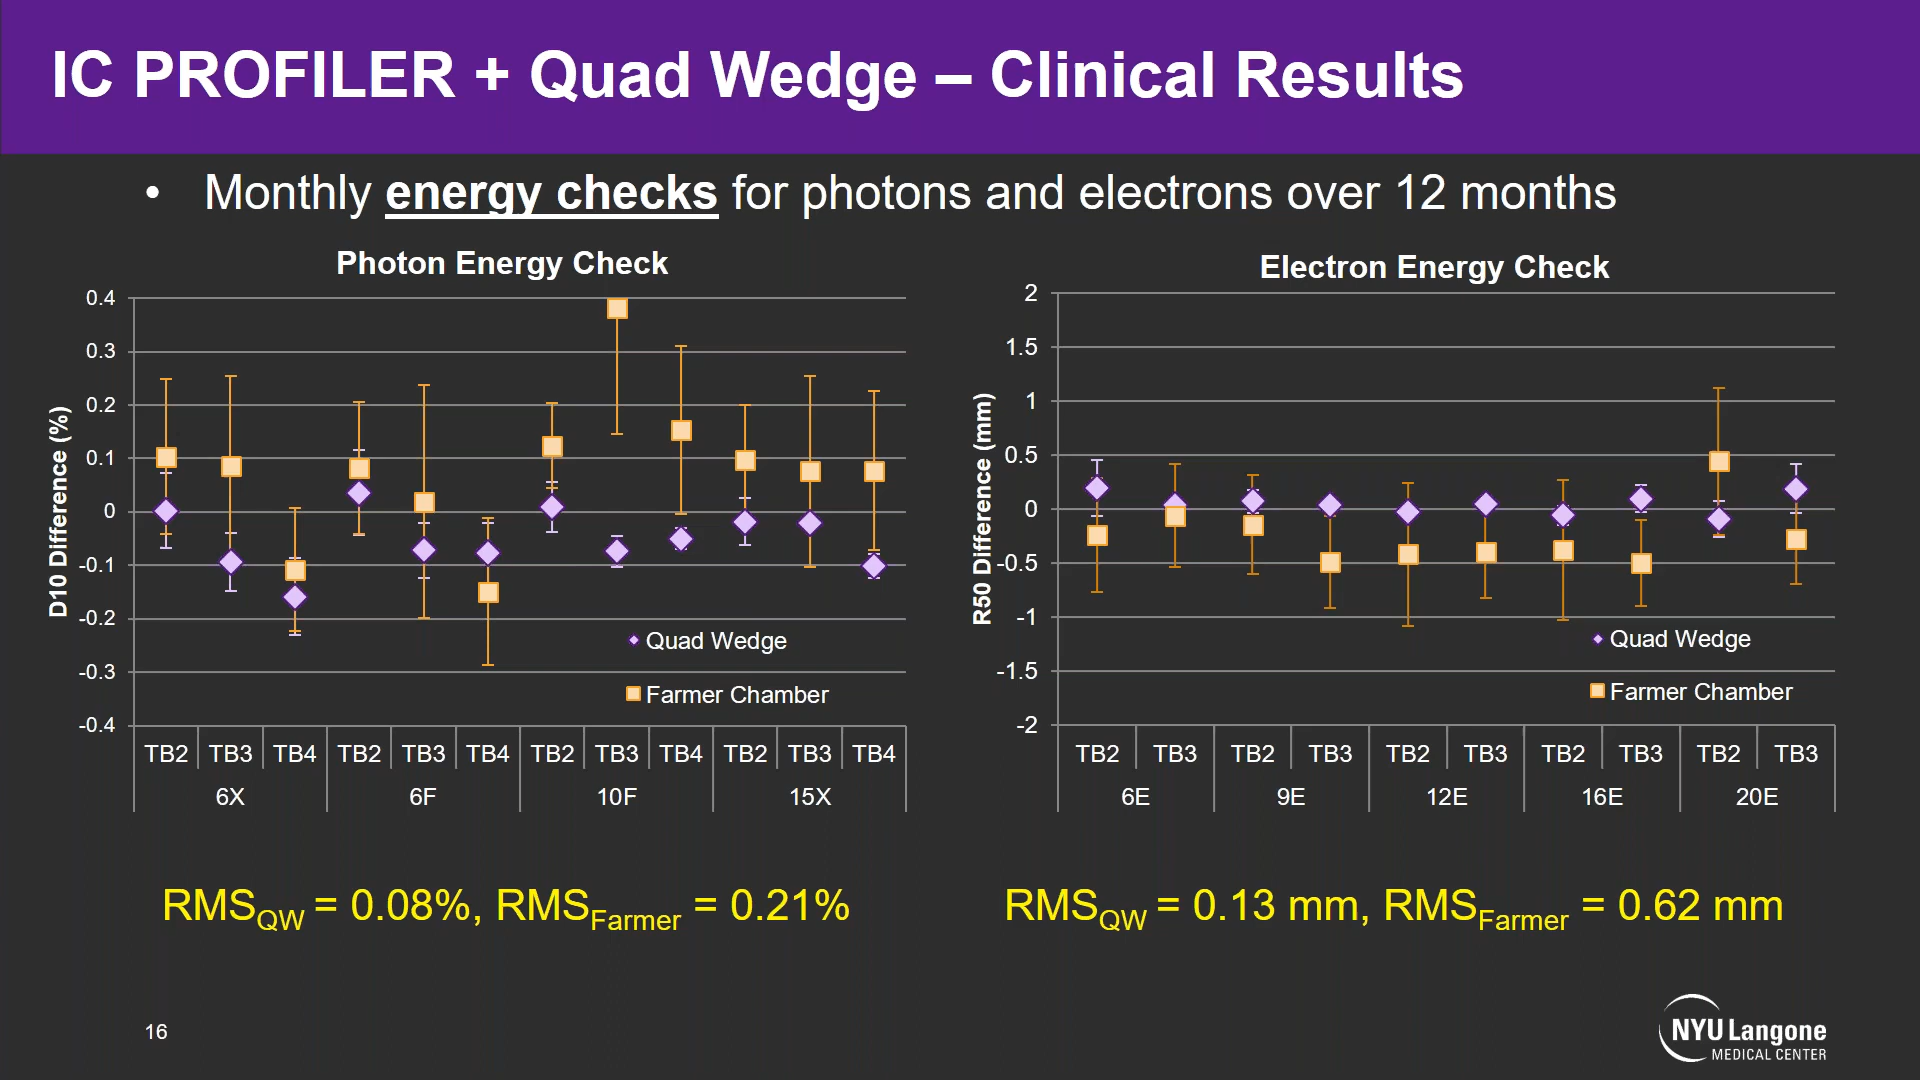 IC PROFILER + Quad Wedge – Clinical Results
• Monthly energy checks for photons and electrons over 12 months
Photon Energy Check
0.4
0.3
0.2
0.1
0
-0.1
-0.2
-0.3
-0.4
D10 Difference (%)
Quad Wedge
Farmer Chamber
TB2 TB3 TB4 TB2 TB3 TB4 TB2 TB3 TB4 TB2 TB3 TB4
6X 6F 10F 15X
Electron Energy Check
2
1.5
1
0.5
0
-0.5
-1
-1.5
-2
R50 Difference (mm)
Quad Wedge
Farmer Chamber
TB2 TB3 TB2 TB3 TB2 TB3 TB2 TB3 TB2 TB3
6E 9E 12E 16E 20E
RMSQW = 0.08%, RMSFarmer = 0.21%
RMSQW = 0.13 mm, RMSFarmer = 0.62 mm
16
NYU Langone
MEDICAL CENTER